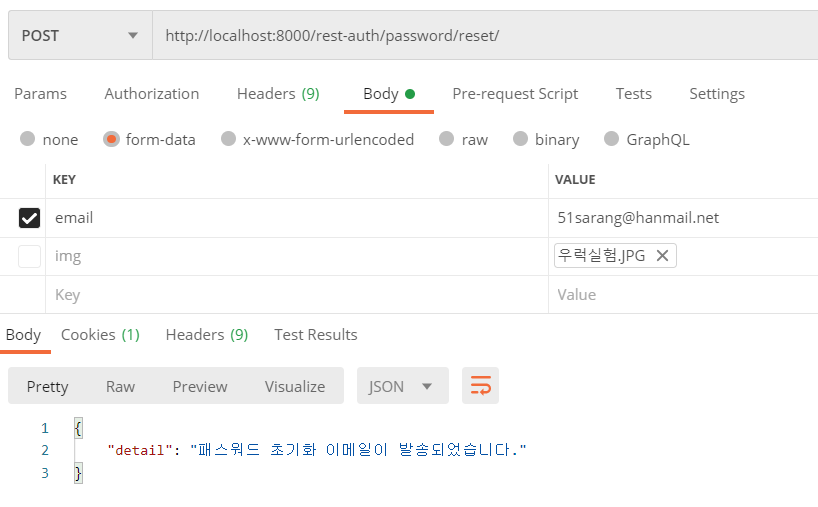 POST http://localhost:8000/rest-auth/password/reset/
Params Authorization Headers (9) Body Pre-request Script Tests Settings
none form-data x-www-form-urlencoded raw binary GraphQL
KEY VALUE
email 51sarang@hanmail.net
img 우럭실험.JPG
Key Value
Body Cookies (1) Headers (9) Test Results
Pretty Raw Preview Visualize JSON
1 {
2 "detail": "패스워드 초기화 이메일이 발송되었습니다."
3 }